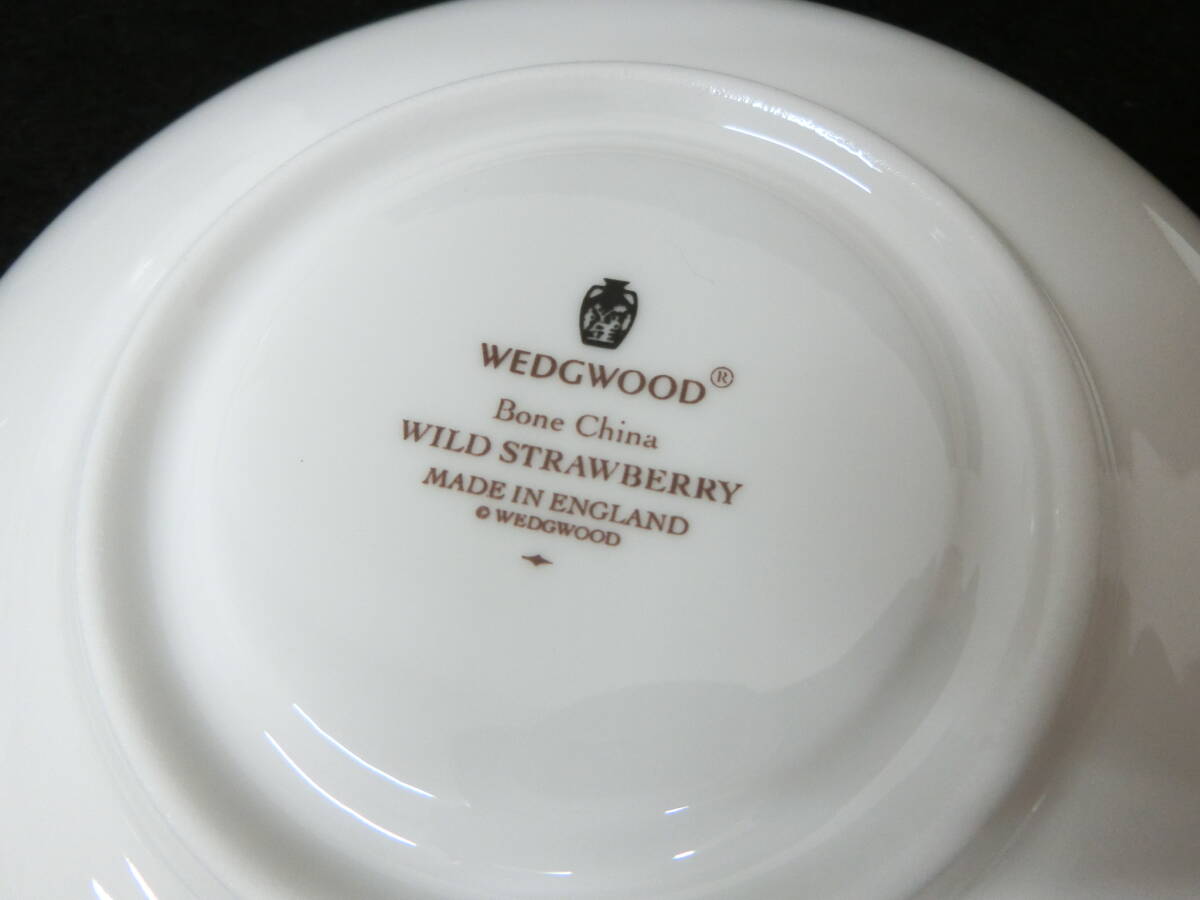 WEDGWOOD®
Bone China
WILD STRAWBERRY
MADE IN ENGLAND
© WEDGWOOD